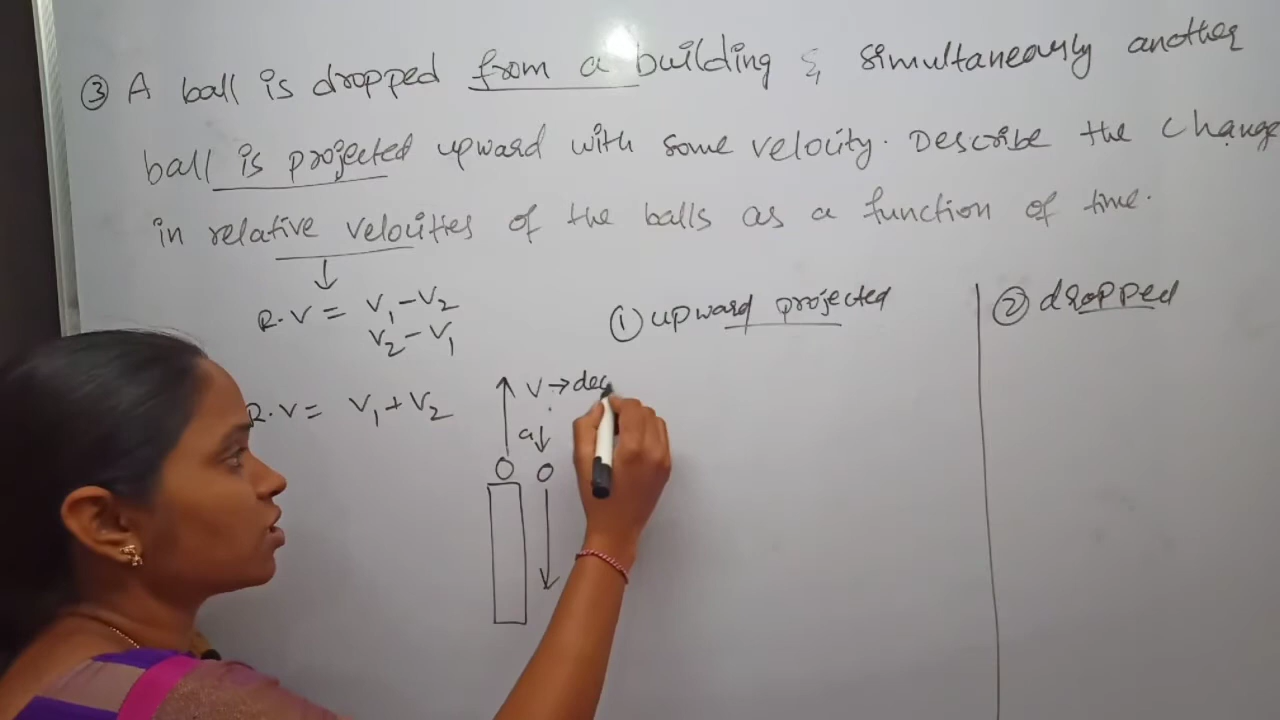 ③ A ball is dropped from a building & simultaneously another
ball is projected upward with some velocity. Describe the change
in relative velocities of the balls as a function of time.
R.V = V₁-V₂
V₂-V₁
R.V = V₁+V₂
V → dec
a
① upward projected
② dropped